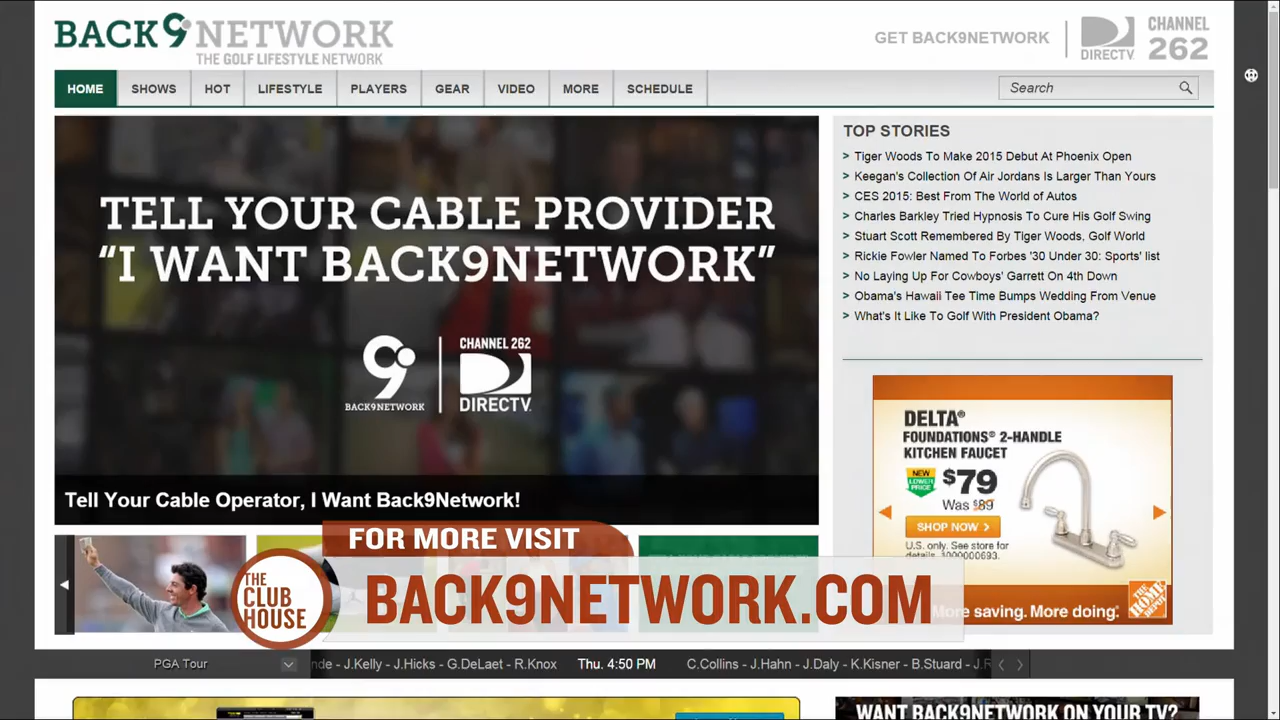 BACK9NETWORK
THE GOLF LIFESTYLE NETWORK
GET BACK9NETWORK
DIRECTV
CHANNEL
262
HOME SHOWS HOT LIFESTYLE PLAYERS GEAR VIDEO MORE SCHEDULE
Search
TELL YOUR CABLE PROVIDER
“I WANT BACK9NETWORK”
BACK9NETWORK
CHANNEL 262
DIRECTV
Tell Your Cable Operator, I Want Back9Network!
TOP STORIES
> Tiger Woods To Make 2015 Debut At Phoenix Open
> Keegan's Collection Of Air Jordans Is Larger Than Yours
> CES 2015: Best From The World of Autos
> Charles Barkley Tried Hypnosis To Cure His Golf Swing
> Stuart Scott Remembered By Tiger Woods, Golf World
> Rickie Fowler Named To Forbes '30 Under 30: Sports' list
> No Laying Up For Cowboys' Garrett On 4th Down
> Obama's Hawaii Tee Time Bumps Wedding From Venue
> What's It Like To Golf With President Obama?
DELTA®
FOUNDATIONS® 2-HANDLE
KITCHEN FAUCET
NEW
LOWER
PRICE
$79
Was $89
SHOP NOW >
U.S. only. See store for
details.
More saving. More doing.
THE HOME DEPOT
FOR MORE VISIT
THE
CLUB
HOUSE
BACK9NETWORK.COM
PGA Tour
nde - J.Kelly - J.Hicks - G.DeLaet - R.Knox Thu. 4:50 PM C.Collins - J.Hahn - J.Daly - K.Kisner - B.Stuard - J.R
WANT BACK9NETWORK ON YOUR TV?